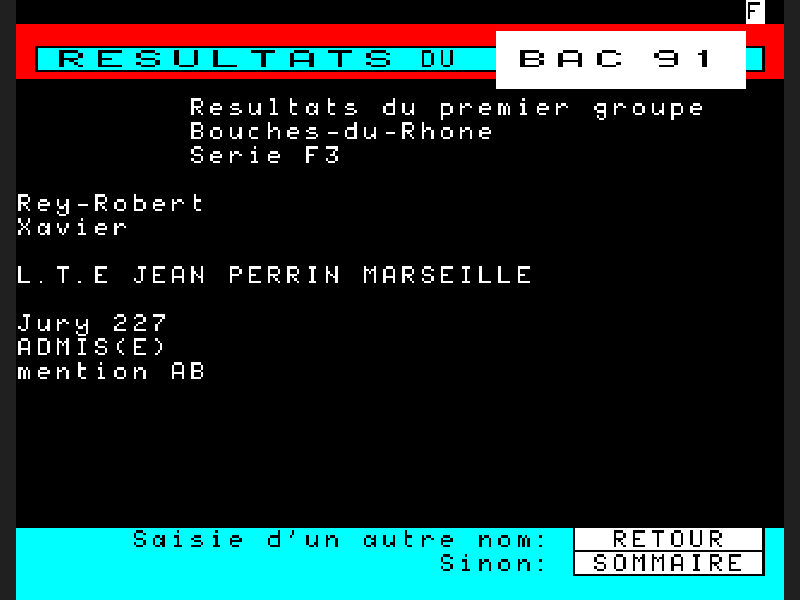 F
RESULTATS DU BAC 91
Resultats du premier groupe
Bouches-du-Rhone
Serie F3
Rey-Robert
Xavier
L.T.E JEAN PERRIN MARSEILLE
Jury 227
ADMIS(E)
mention AB
Saisie d'un autre nom: RETOUR
Sinon: SOMMAIRE